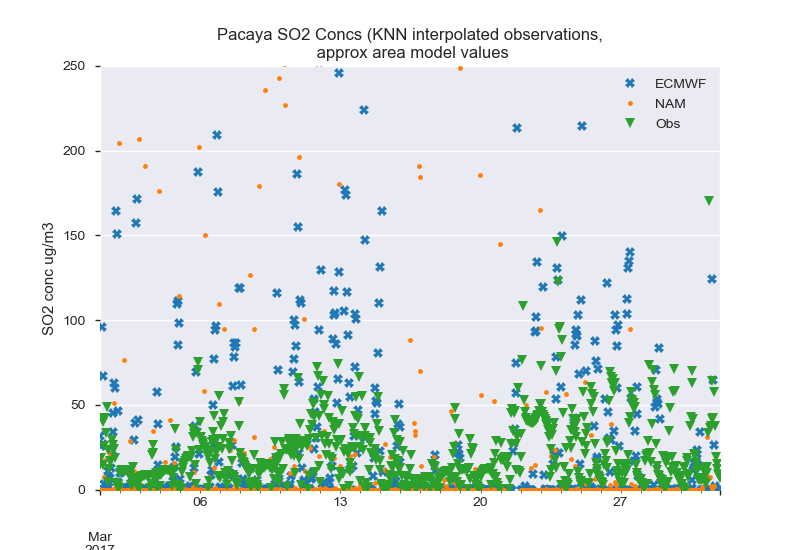 Pacaya SO2 Concs (KNN interpolated observations,
approx area model values
250
200
150
100
50
0
SO2 conc ug/m3
ECMWF
NAM
Obs
06
13
20
27
Mar
2017